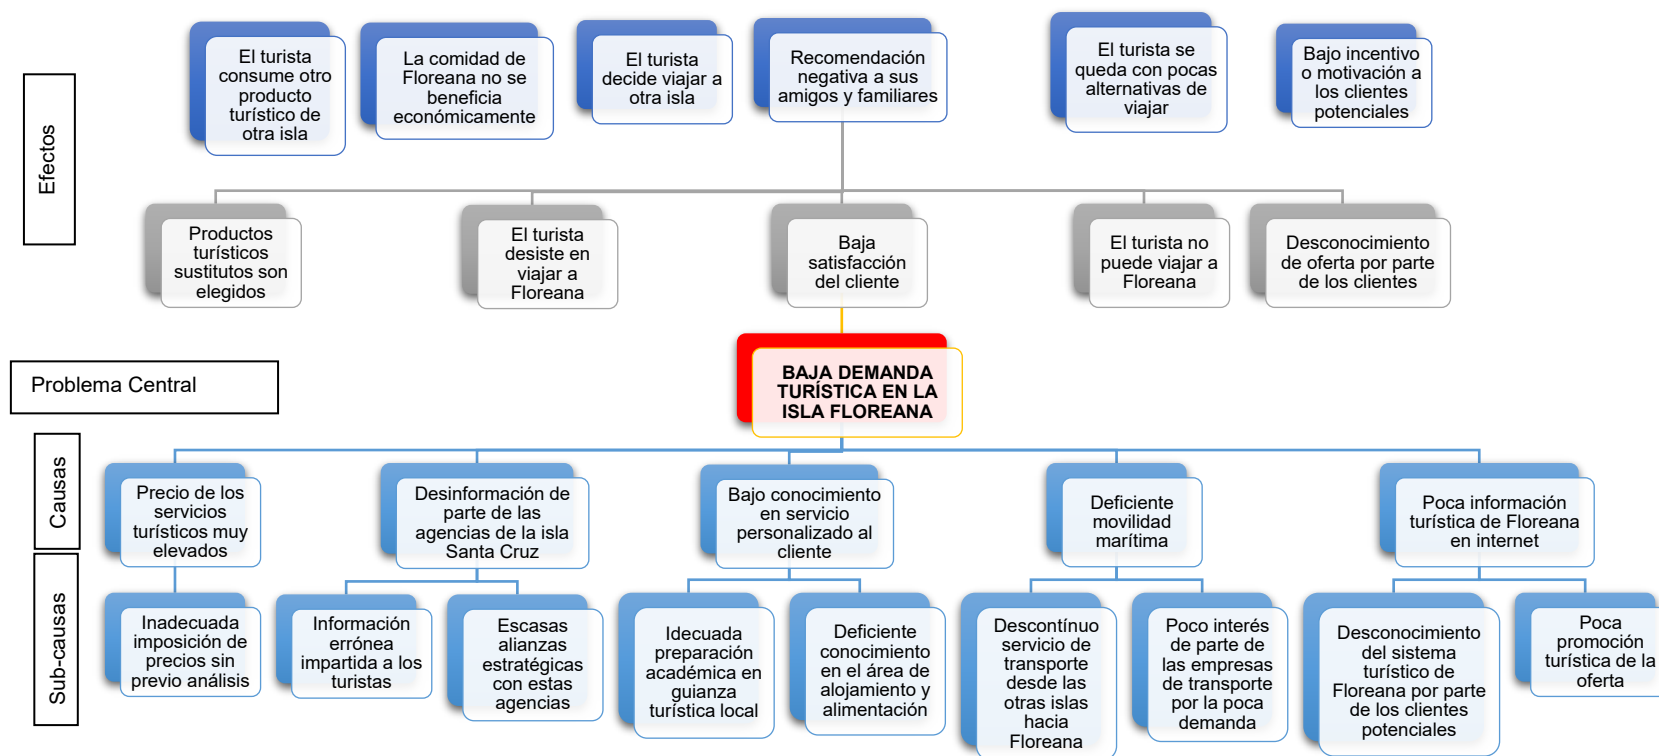 Efectos
El turista
consume otro
producto
turístico de
otra isla
La comidad de
Floreana no se
beneficia
económicamente
El turista
decide viajar a
otra isla
Recomendación
negativa a sus
amigos y familiares
El turista se
queda con pocas
alternativas de
viajar
Bajo incentivo
o motivación a
los clientes
potenciales
Productos
turísticos
sustitutos son
elegidos
El turista
desiste en
viajar a
Floreana
Baja
satisfacción
del cliente
El turista no
puede viajar a
Floreana
Desconocimiento
de oferta por parte
de los clientes
Problema Central
BAJA DEMANDA
TURÍSTICA EN LA
ISLA FLOREANA
Causas
Precio de los
servicios
turísticos muy
elevados
Desinformación de
parte de las
agencias de la isla
Santa Cruz
Bajo conocimiento
en servicio
personalizado al
cliente
Deficiente
movilidad
marítima
Poca información
turística de Floreana
en internet
Sub-causas
Inadecuada
imposición de
precios sin
previo análisis
Información
errónea
impartida a los
turistas
Escasas
alianzas
estratégicas
con estas
agencias
Idecuada
preparación
académica en
guianza
turística local
Deficiente
conocimiento
en el área de
alojamiento y
alimentación
Descontínuo
servicio de
transporte
desde las
otras islas
hacia
Floreana
Poco interés
de parte de
las empresas
de transporte
por la poca
demanda
Desconocimiento
del sistema
turístico de
Floreana por parte
de los clientes
potenciales
Poca
promoción
turística de la
oferta